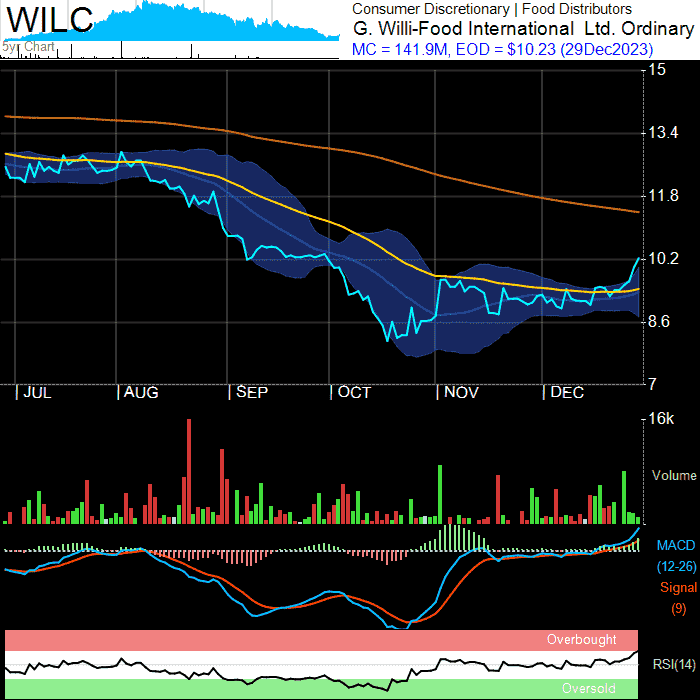 WILC
5yr Chart
Consumer Discretionary | Food Distributors
G. Willi-Food International Ltd. Ordinary
MC = 141.9M, EOD = $10.23 (29Dec2023)
15
13.4
11.8
10.2
8.6
7
JUL AUG SEP OCT NOV DEC
16k
Volume
MACD
(12-26)
Signal
(9)
Overbought
RSI(14)
Oversold